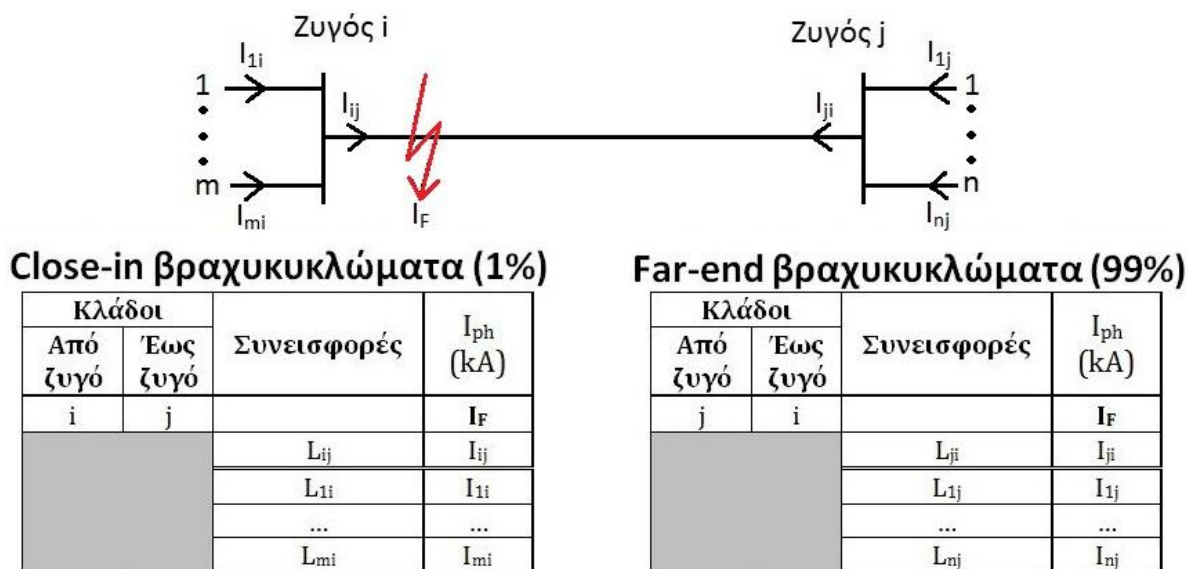 Ζυγός i Ζυγός j
I1i I1j
1 Iij Iji 1
m n
Imi IF Inj
Close-in βραχυκυκλώματα (1%) Far-end βραχυκυκλώματα (99%)
Κλάδοι Συνεισφορές Iph (kA) Κλάδοι Συνεισφορές Iph (kA)
Από ζυγό Έως ζυγό Από ζυγό Έως ζυγό
i j IF j i IF
Lij Iij Lji Iji
L1i I1i L1j I1j
... ... ... ...
Lmi Imi Lnj Inj